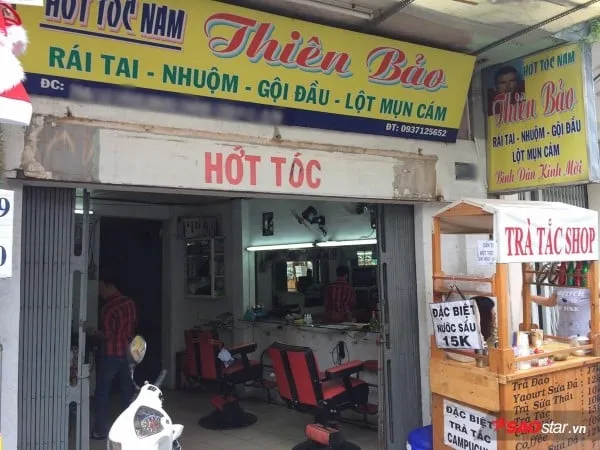 HỚT TÓC NAM
Thiên Bảo
RÁI TAI - NHUỘM - GỘI ĐẦU - LỘT MỤN CÁM
ĐC:
ĐT: 0937125652
HỚT TÓC
HỚT TÓC NAM
Thiên Bảo
RÁI TAI - NHUỘM - GỘI ĐẦU
LỘT MỤN CÁM
Bình Dân Kính Mời
TRÀ TẮC SHOP
ĐẶC BIỆT
NƯỚC SẤU
15K
ĐẶC BIỆT
TRÀ TẮC
CAMPUCHIA
Trà Đào
Yaourt Sữa Đá
Trà Sữa Thái
Coffee
saostar.vn